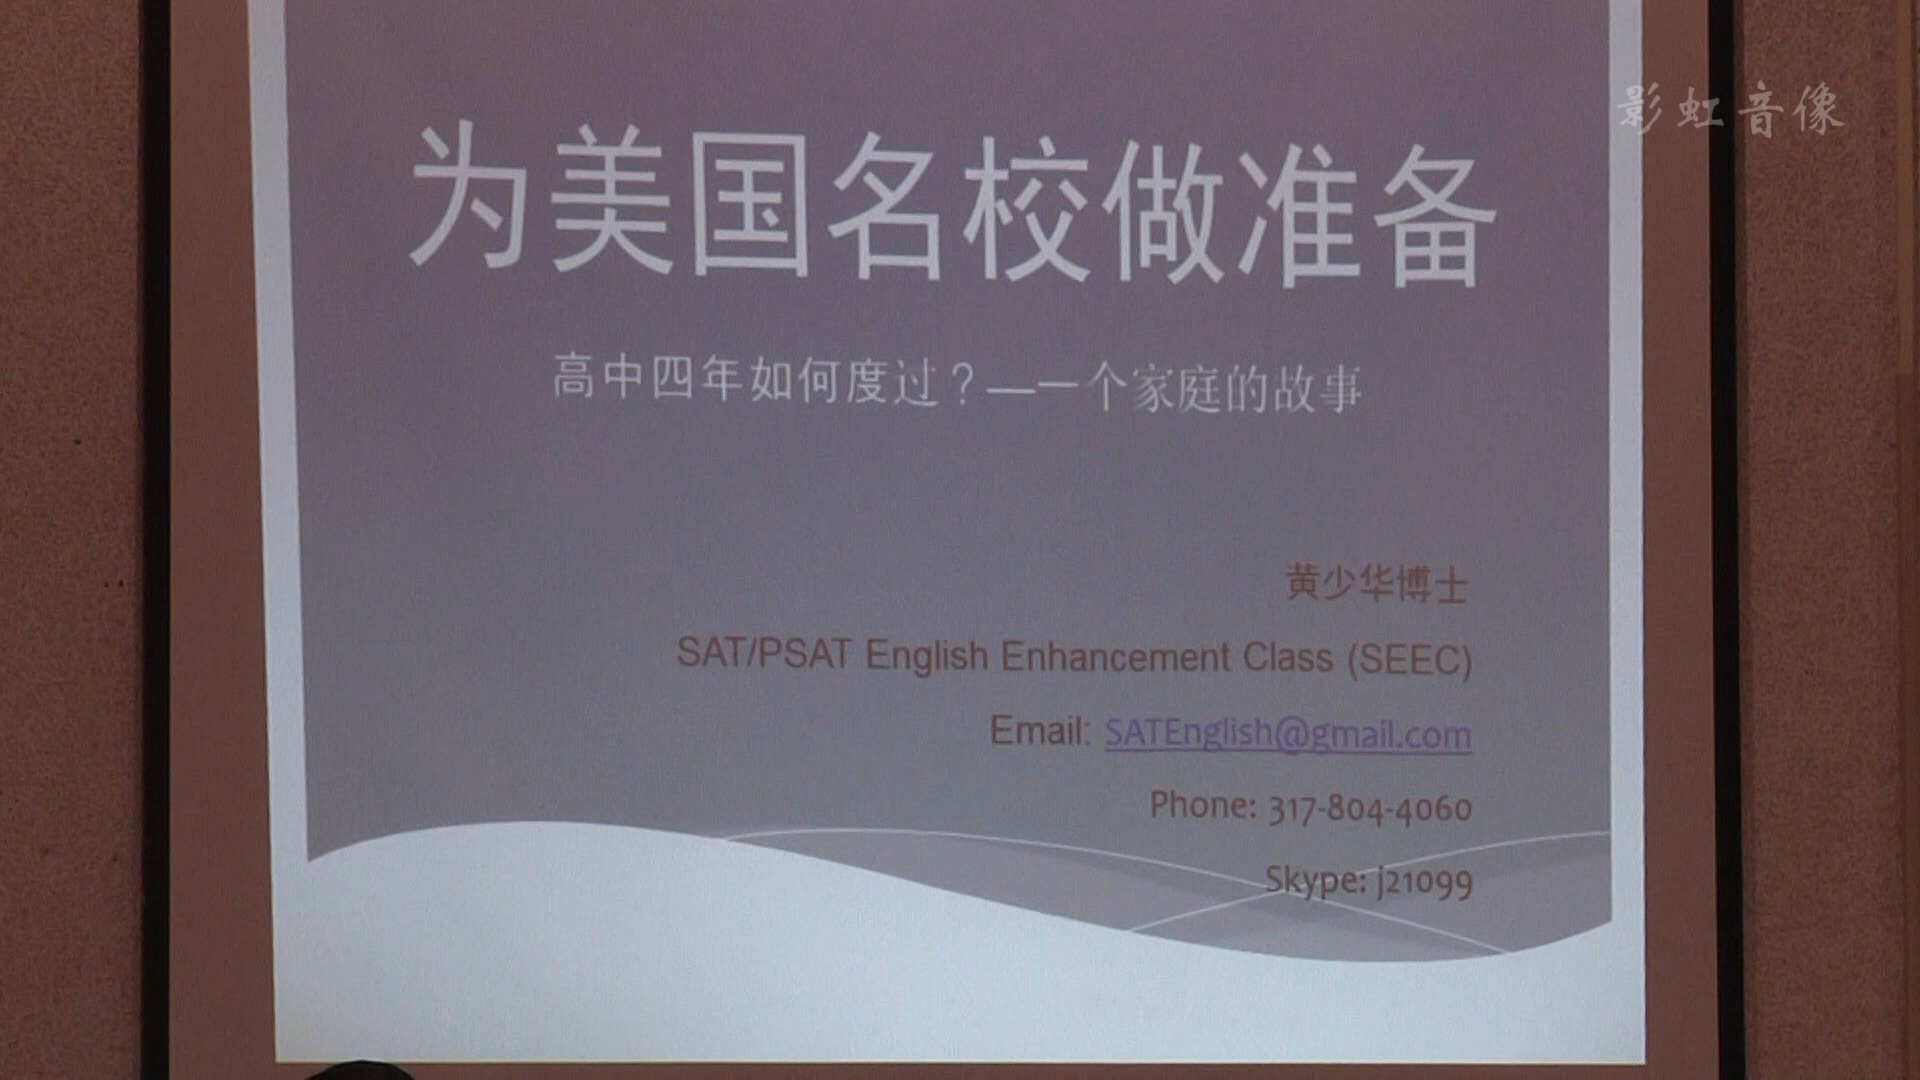 影虹音像
为美国名校做准备
高中四年如何度过？——一个家庭的故事
黄少华博士
SAT/PSAT English Enhancement Class (SEEC)
Email: SATEnglish@gmail.com
Phone: 317-804-4060
Skype: j21099